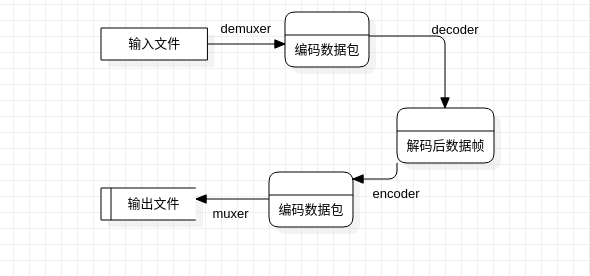 输入文件
demuxer
编码数据包
decoder
解码后数据帧
encoder
编码数据包
muxer
输出文件